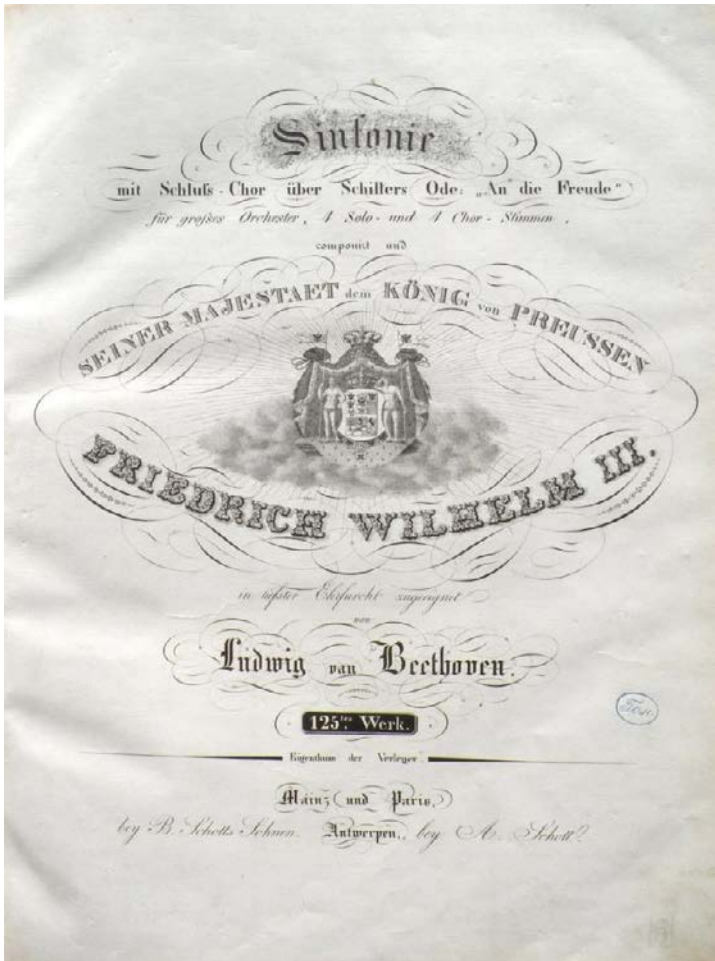 Sinfonie
mit Schluſs-Chor über Schillers Ode: „An die Freude"
für großes Orchester, 4 Solo- und 4 Chor-Stimmen,
componirt und
SEINER MAJESTAET dem KÖNIG von PREUSSEN
FRIEDRICH WILHELM III.
in tiefster Ehrfurcht zugeeignet
von
Ludwig van Beethoven.
125tes Werk.
Eigenthum der Verleger.
Mainz und Paris,
bey B. Schotts Söhnen. Antwerpen, bey A. Schott.